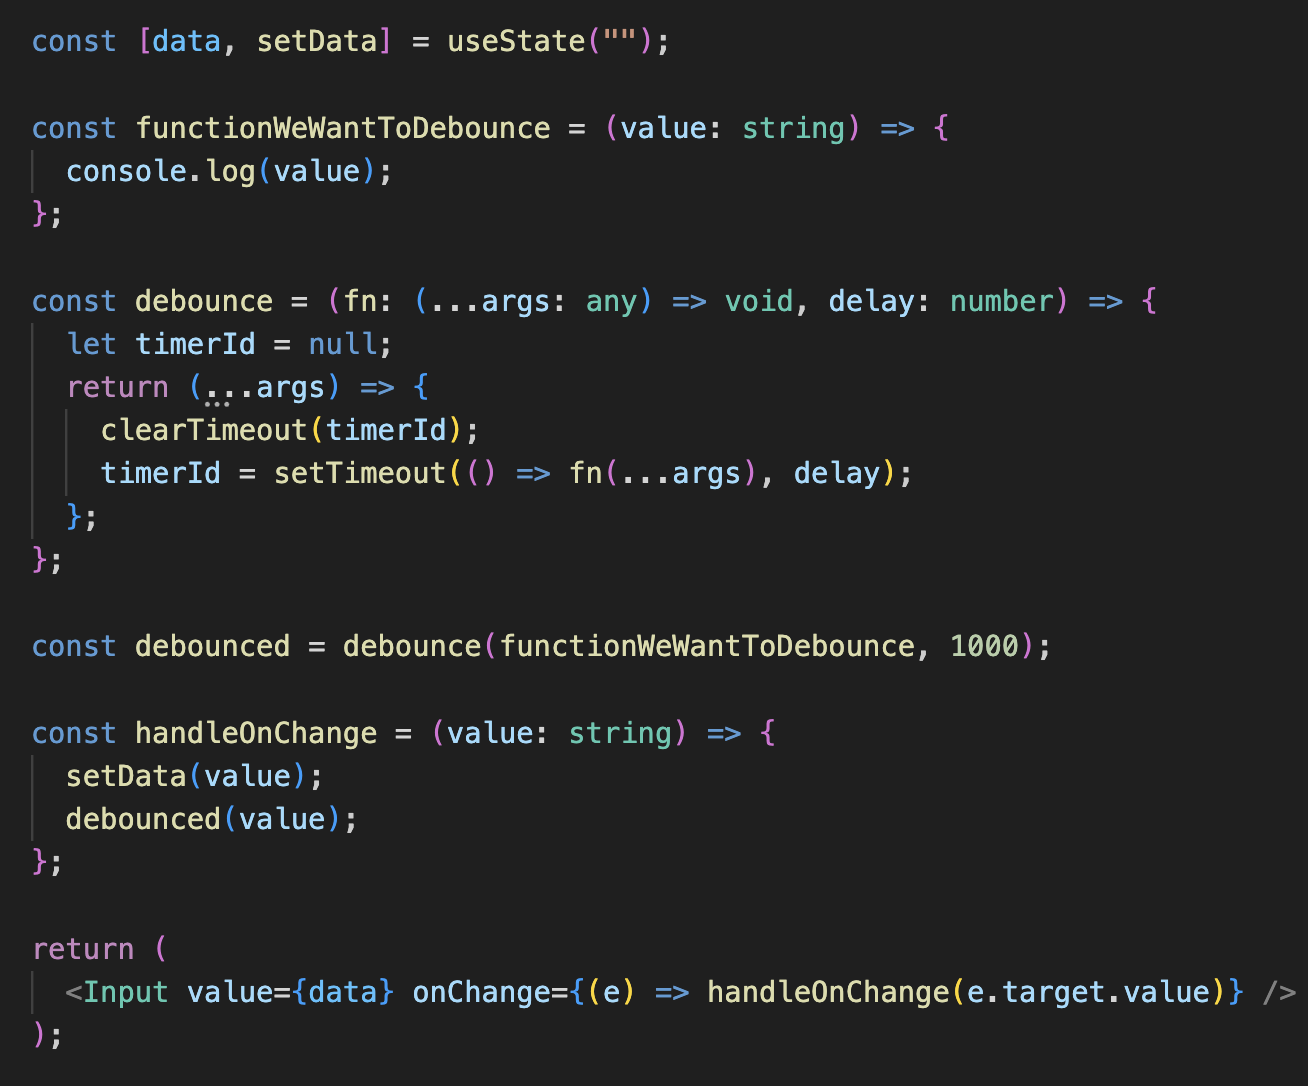 const [data, setData] = useState("");
const functionWeWantToDebounce = (value: string) => {
console.log(value);
};
const debounce = (fn: (...args: any) => void, delay: number) => {
let timerId = null;
return (...args) => {
clearTimeout(timerId);
timerId = setTimeout(() => fn(...args), delay);
};
};
const debounced = debounce(functionWeWantToDebounce, 1000);
const handleOnChange = (value: string) => {
setData(value);
debounced(value);
};
return (
<Input value={data} onChange={(e) => handleOnChange(e.target.value)} />
);